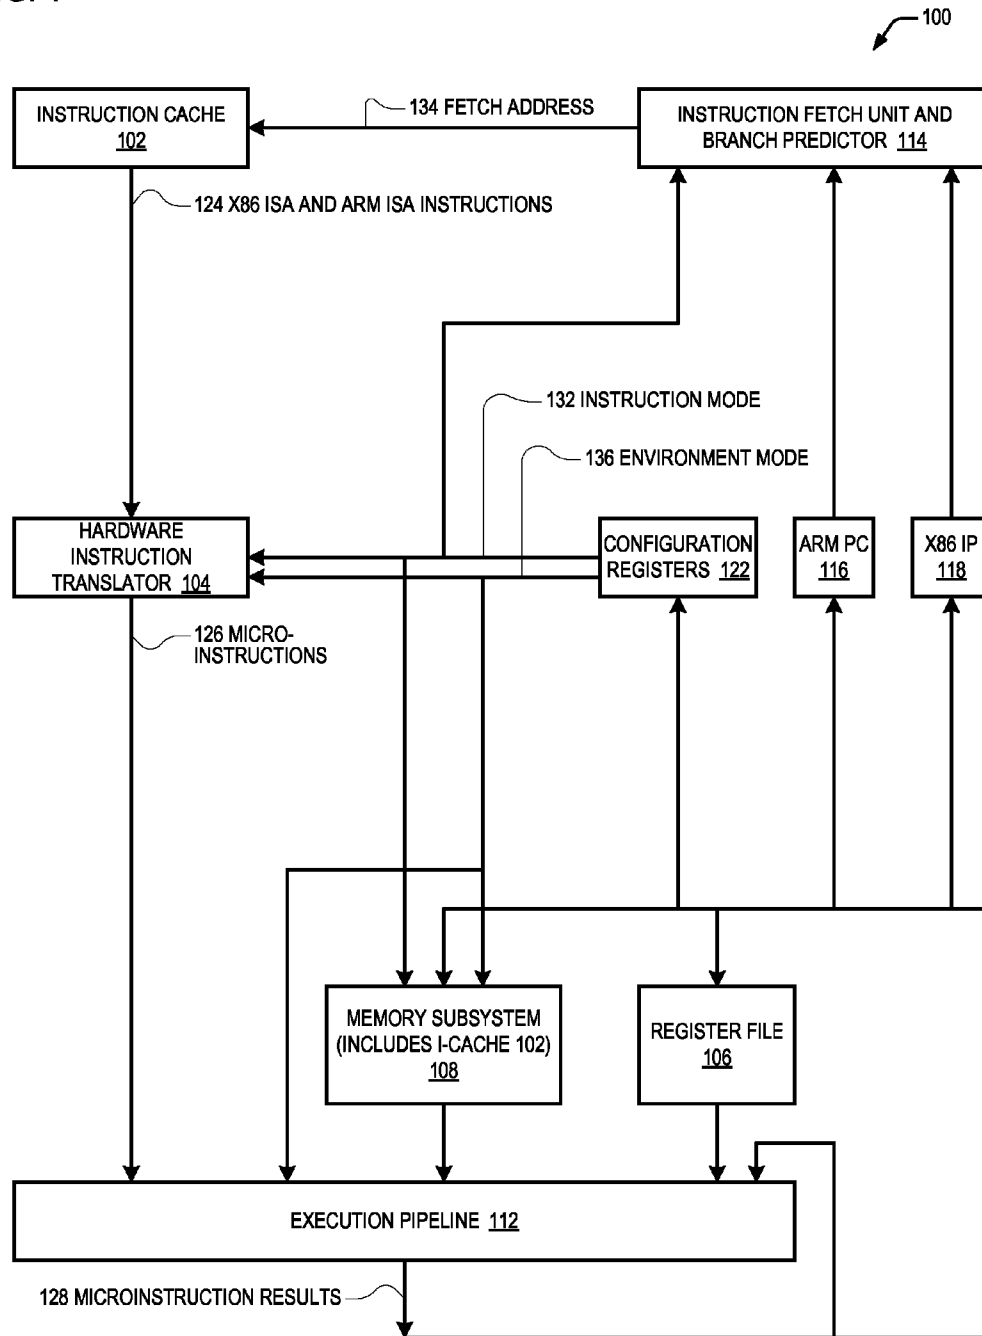 100
INSTRUCTION CACHE
102
134 FETCH ADDRESS
INSTRUCTION FETCH UNIT AND
BRANCH PREDICTOR 114
124 X86 ISA AND ARM ISA INSTRUCTIONS
132 INSTRUCTION MODE
136 ENVIRONMENT MODE
HARDWARE
INSTRUCTION
TRANSLATOR 104
CONFIGURATION
REGISTERS 122
ARM PC
116
X86 IP
118
126 MICRO-
INSTRUCTIONS
MEMORY SUBSYSTEM
(INCLUDES I-CACHE 102)
108
REGISTER FILE
106
EXECUTION PIPELINE 112
128 MICROINSTRUCTION RESULTS